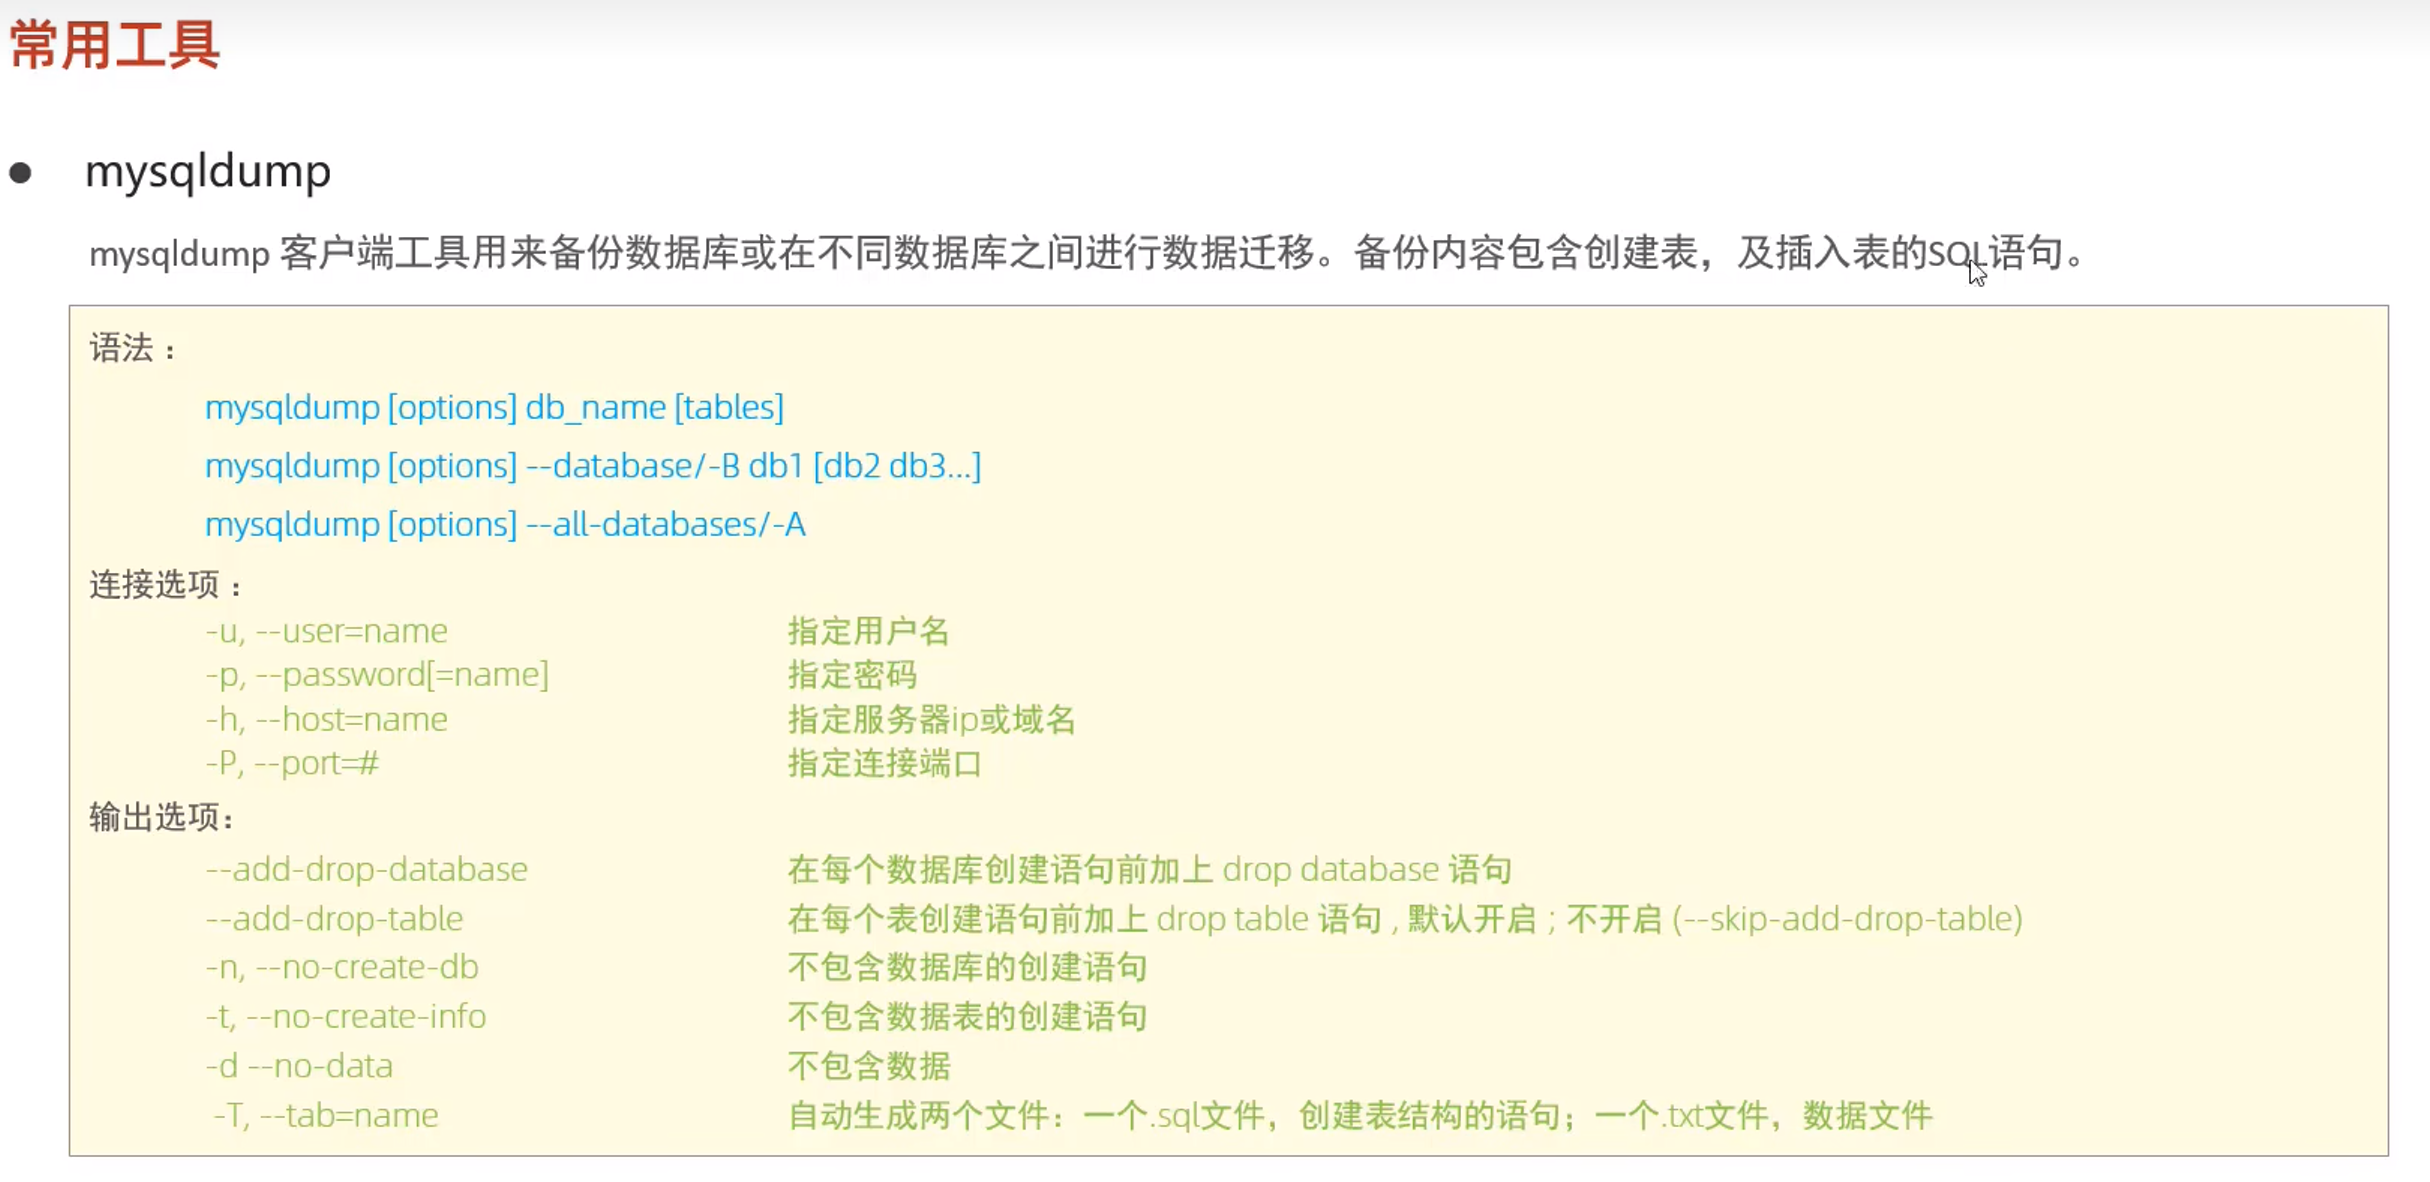 常用工具
● mysqldump
mysqldump 客户端工具用来备份数据库或在不同数据库之间进行数据迁移。备份内容包含创建表，及插入表的SQL语句。
语法 :
mysqldump [options] db_name [tables]
mysqldump [options] --database/-B db1 [db2 db3...]
mysqldump [options] --all-databases/-A
连接选项 :
-u, --user=name 指定用户名
-p, --password[=name] 指定密码
-h, --host=name 指定服务器ip或域名
-P, --port=# 指定连接端口
输出选项：
--add-drop-database 在每个数据库创建语句前加上 drop database 语句
--add-drop-table 在每个表创建语句前加上 drop table 语句 , 默认开启 ; 不开启 (--skip-add-drop-table)
-n, --no-create-db 不包含数据库的创建语句
-t, --no-create-info 不包含数据表的创建语句
-d --no-data 不包含数据
-T, --tab=name 自动生成两个文件：一个.sql文件，创建表结构的语句；一个.txt文件，数据文件